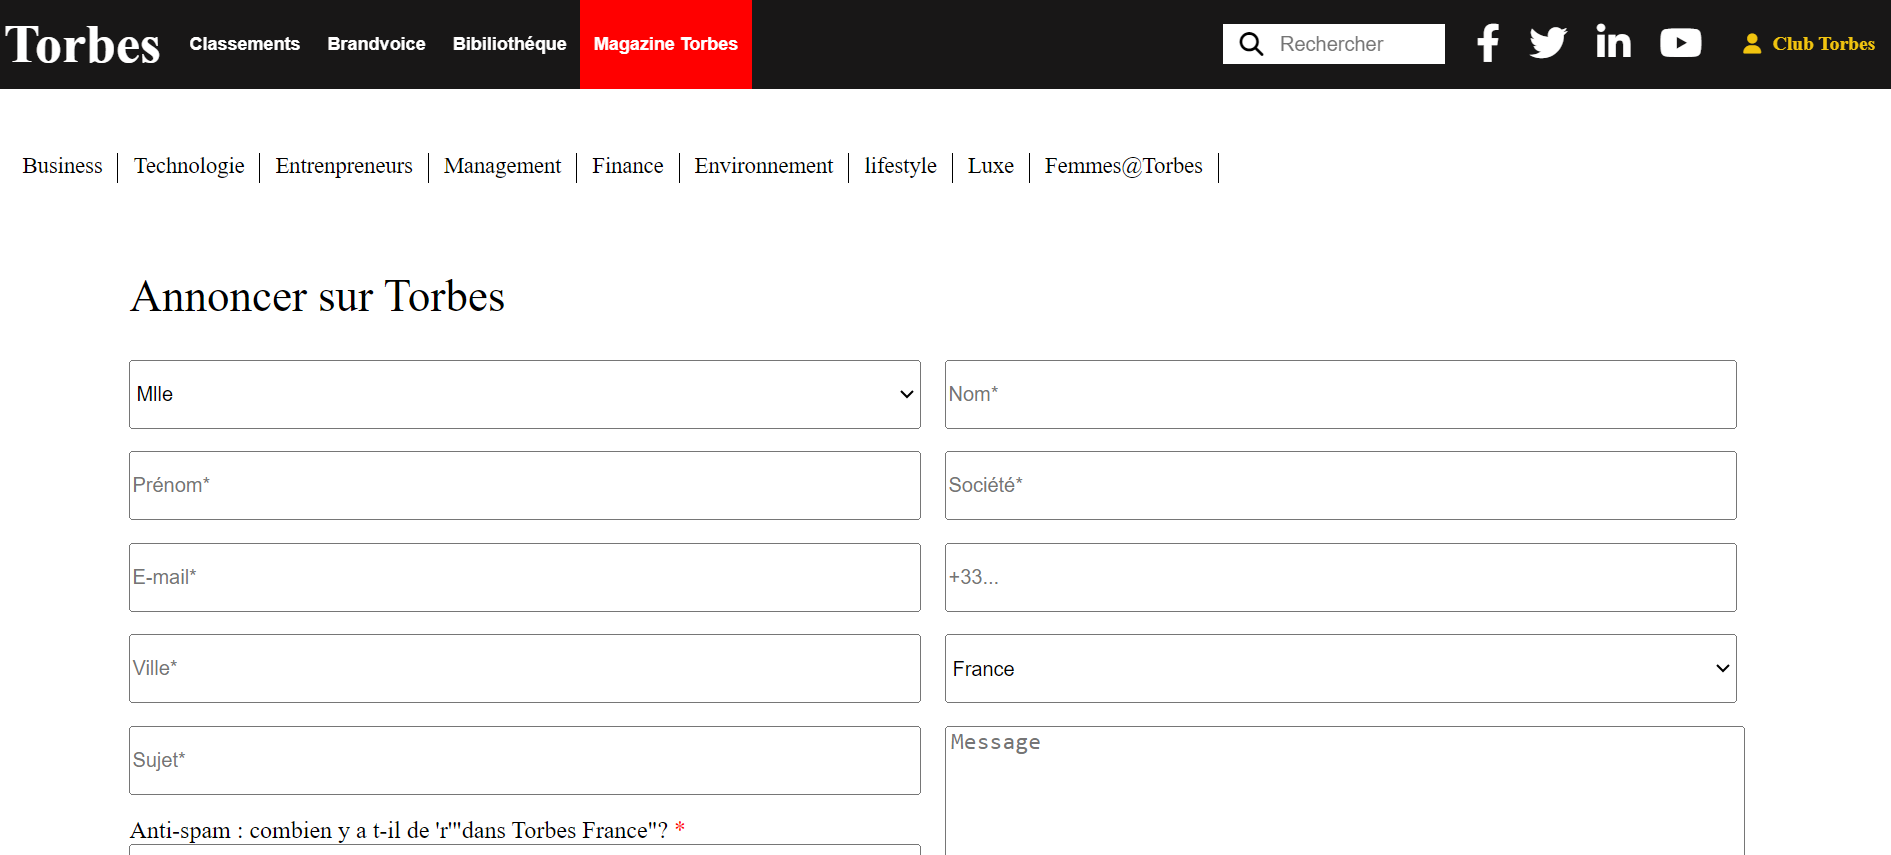 Torbes Classements Brandvoice Bibiliothéque Magazine Torbes Rechercher Club Torbes
Business Technologie Entrenpreneurs Management Finance Environnement lifestyle Luxe Femmes@Torbes
Annoncer sur Torbes
Mlle Nom*
Prénom* Société*
E-mail* +33...
Ville* France
Sujet* Message
Anti-spam : combien y a t-il de 'r'"dans Torbes France"? *